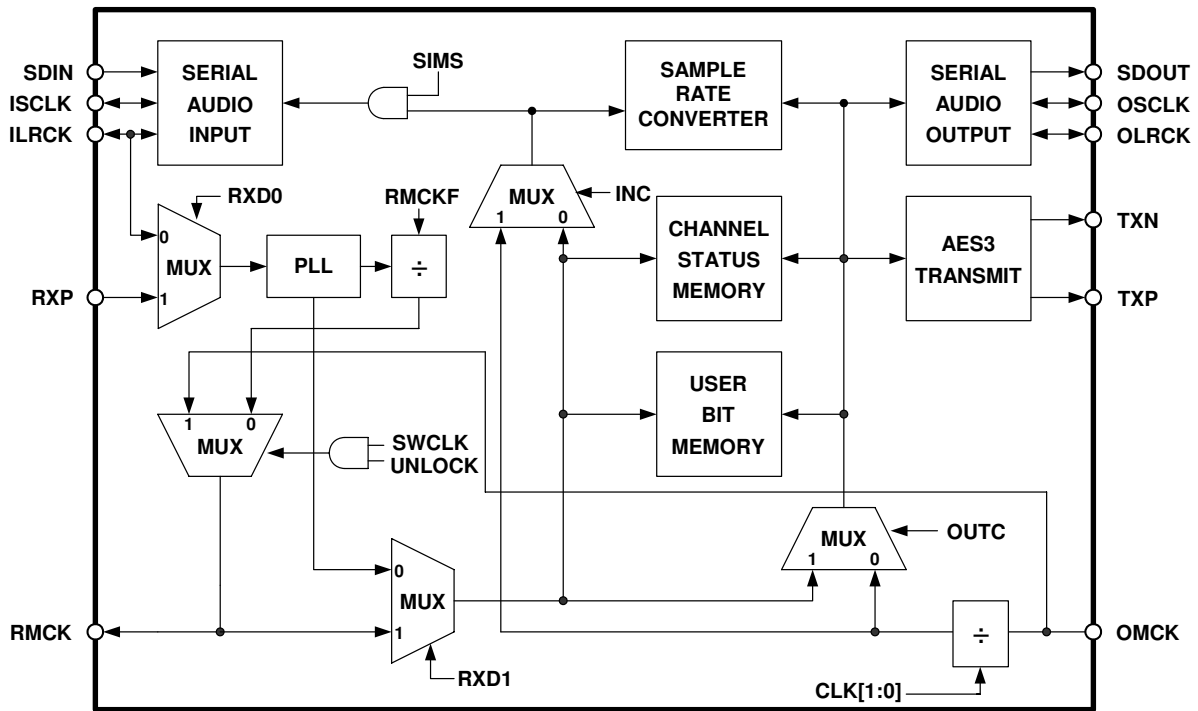 SIMS
SDIN
ISCLK
ILRCK
SERIAL
AUDIO
INPUT
SAMPLE
RATE
CONVERTER
SERIAL
AUDIO
OUTPUT
SDOUT
OSCLK
OLRCK
RXD0
RMCKF
MUX
1
0
INC
CHANNEL
STATUS
MEMORY
AES3
TRANSMIT
TXN
TXP
RXP
0
MUX
1
PLL
÷
USER
BIT
MEMORY
1
0
MUX
SWCLK
UNLOCK
MUX
1
0
OUTC
0
MUX
1
RXD1
RMCK
÷
OMCK
CLK[1:0]